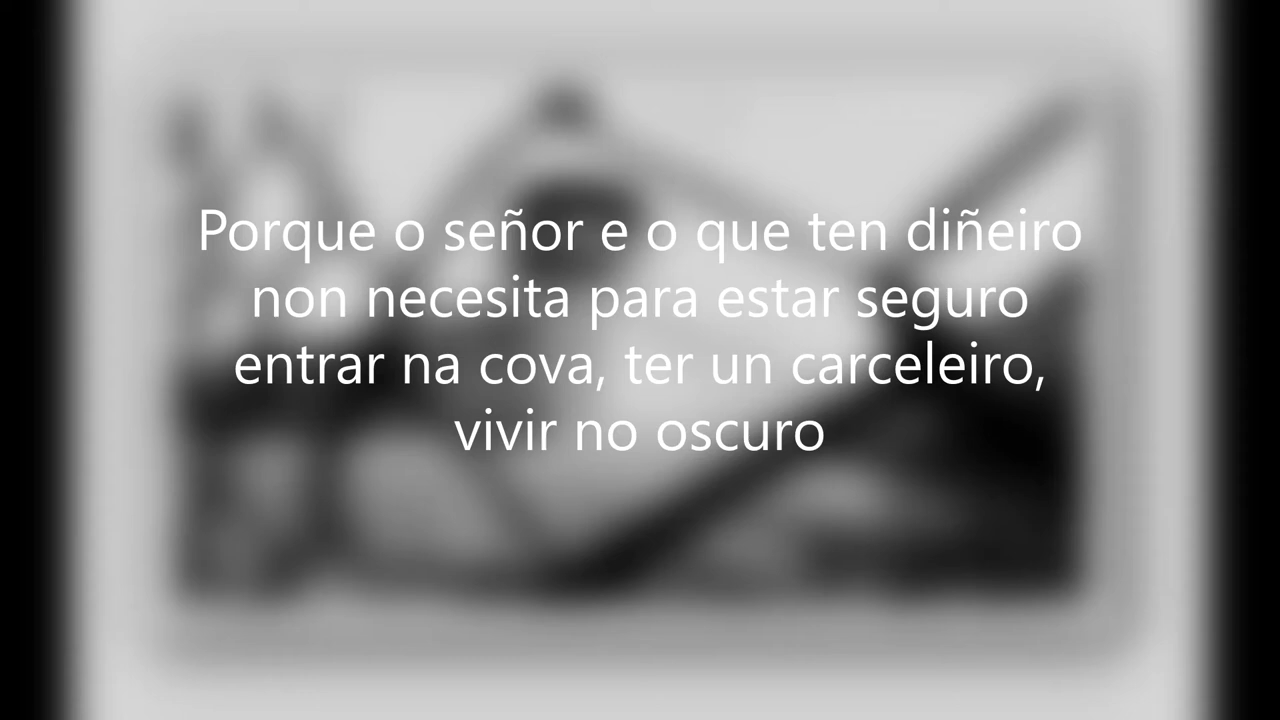 Porque o señor e o que ten diñeiro
non necesita para estar seguro
entrar na cova, ter un carceleiro,
vivir no oscuro